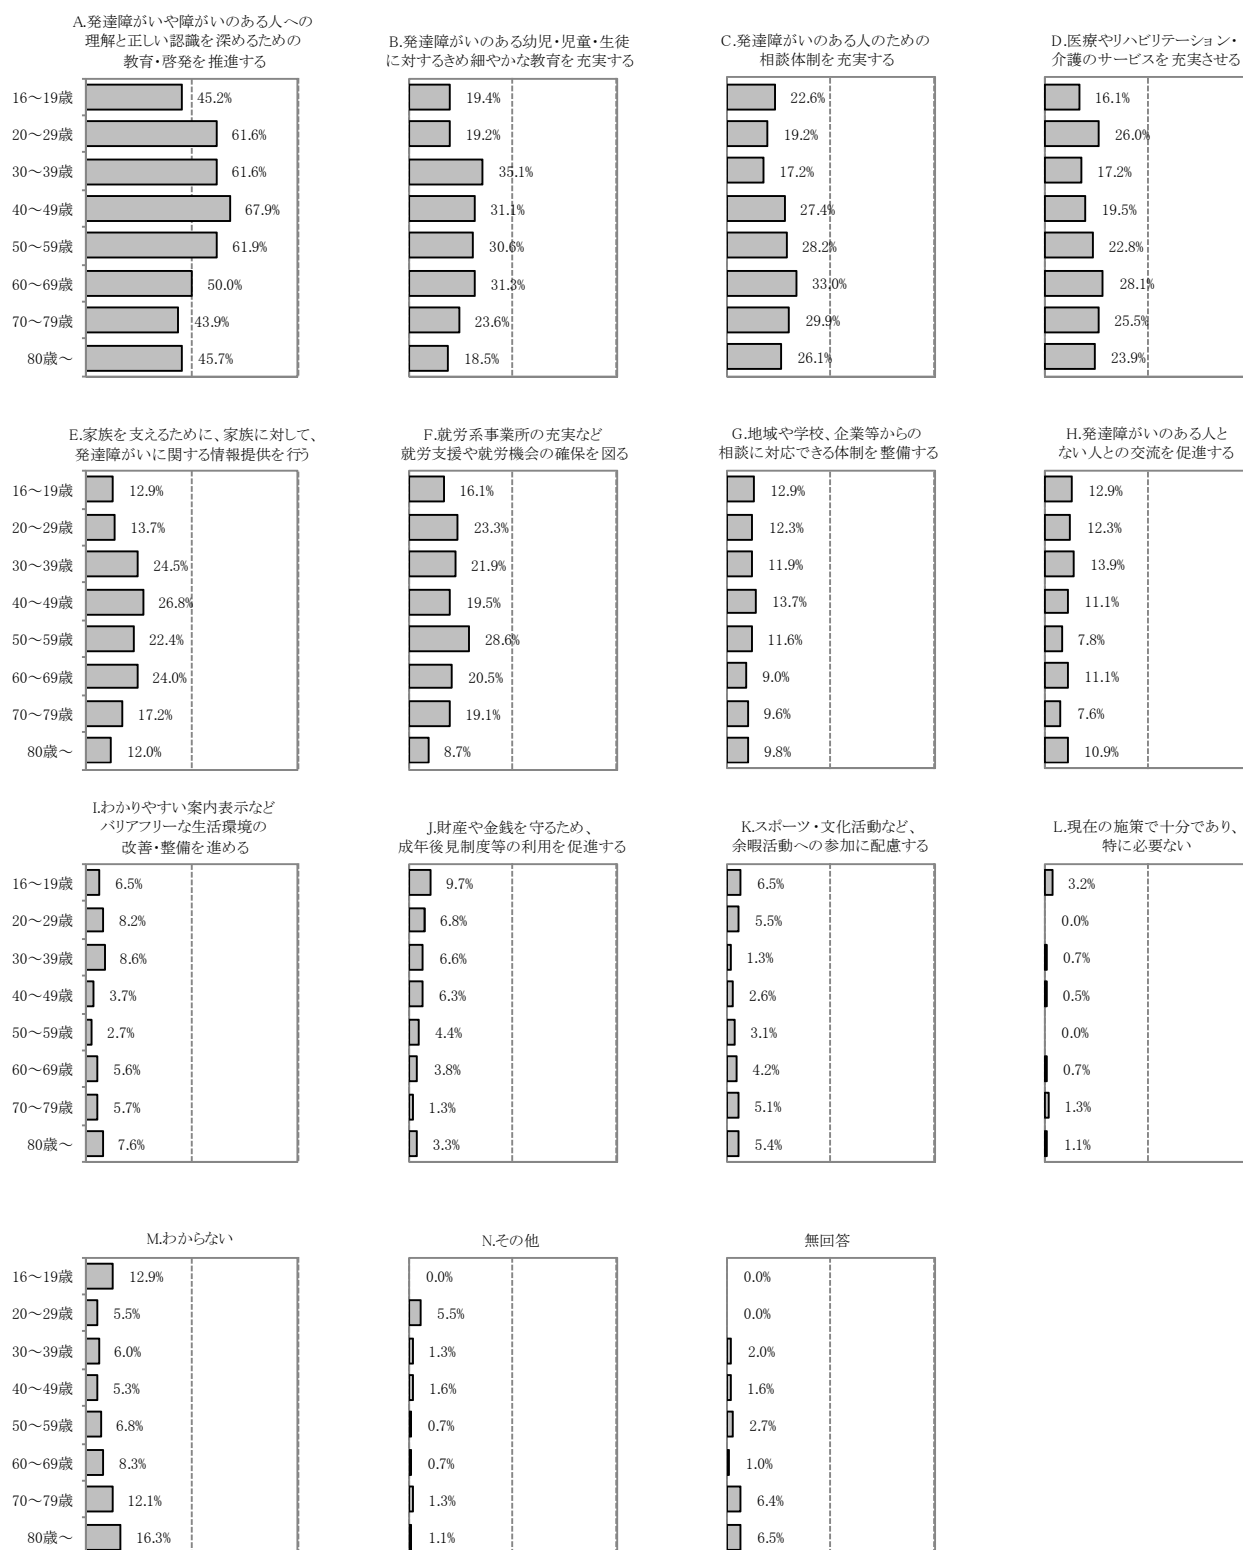 A.発達障がいや障がいのある人への
理解と正しい認識を深めるための
教育・啓発を推進する
B.発達障がいのある幼児・児童・生徒
に対するきめ細やかな教育を充実する
C.発達障がいのある人のための
相談体制を充実する
D.医療やリハビリテーション・
介護のサービスを充実させる
16～19歳 45.2% 19.4% 22.6% 16.1%
20～29歳 61.6% 19.2% 19.2% 26.0%
30～39歳 61.6% 35.1% 17.2% 17.2%
40～49歳 67.9% 31.1% 27.4% 19.5%
50～59歳 61.9% 30.6% 28.2% 22.8%
60～69歳 50.0% 31.3% 33.0% 28.1%
70～79歳 43.9% 23.6% 29.9% 25.5%
80歳～ 45.7% 18.5% 26.1% 23.9%
E.家族を支えるために、家族に対して、
発達障がいに関する情報提供を行う
F.就労系事業所の充実など
就労支援や就労機会の確保を図る
G.地域や学校、企業等からの
相談に対応できる体制を整備する
H.発達障がいのある人と
ない人との交流を促進する
16～19歳 12.9% 16.1% 12.9% 12.9%
20～29歳 13.7% 23.3% 12.3% 12.3%
30～39歳 24.5% 21.9% 11.9% 13.9%
40～49歳 26.8% 19.5% 13.7% 11.1%
50～59歳 22.4% 28.6% 11.6% 7.8%
60～69歳 24.0% 20.5% 9.0% 11.1%
70～79歳 17.2% 19.1% 9.6% 7.6%
80歳～ 12.0% 8.7% 9.8% 10.9%
I.わかりやすい案内表示など
バリアフリーな生活環境の
改善・整備を進める
J.財産や金銭を守るため、
成年後見制度等の利用を促進する
K.スポーツ・文化活動など、
余暇活動への参加に配慮する
L.現在の施策で十分であり、
特に必要ない
16～19歳 6.5% 9.7% 6.5% 3.2%
20～29歳 8.2% 6.8% 5.5% 0.0%
30～39歳 8.6% 6.6% 1.3% 0.7%
40～49歳 3.7% 6.3% 2.6% 0.5%
50～59歳 2.7% 4.4% 3.1% 0.0%
60～69歳 5.6% 3.8% 4.2% 0.7%
70～79歳 5.7% 1.3% 5.1% 1.3%
80歳～ 7.6% 3.3% 5.4% 1.1%
M.わからない
N.その他
無回答
16～19歳 12.9% 0.0% 0.0%
20～29歳 5.5% 5.5% 0.0%
30～39歳 6.0% 1.3% 2.0%
40～49歳 5.3% 1.6% 1.6%
50～59歳 6.8% 0.7% 2.7%
60～69歳 8.3% 0.7% 1.0%
70～79歳 12.1% 1.3% 6.4%
80歳～ 16.3% 1.1% 6.5%